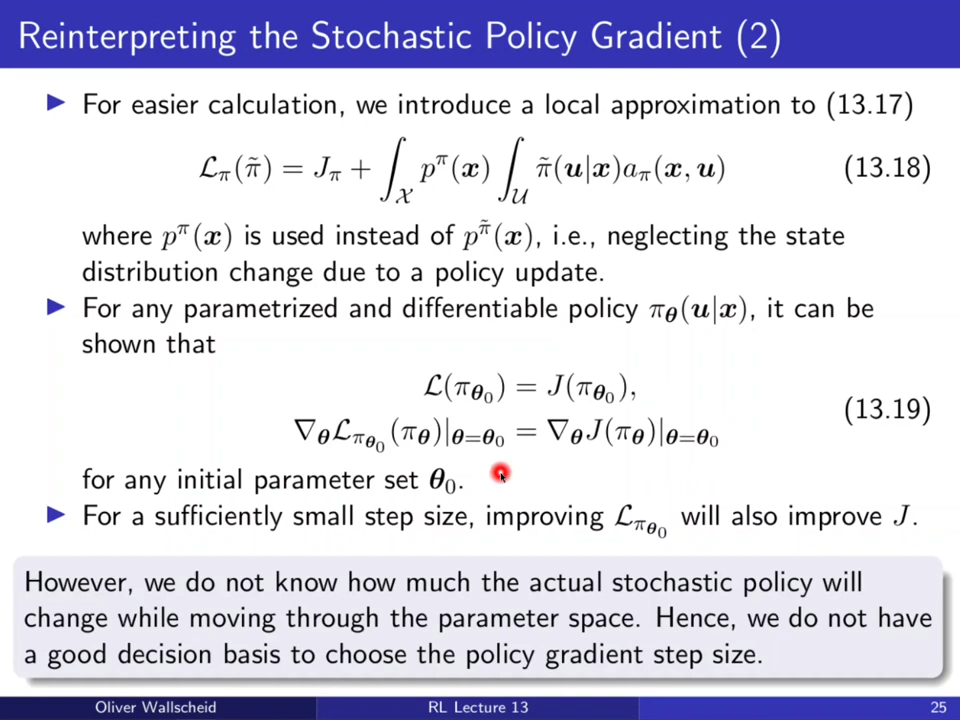 Reinterpreting the Stochastic Policy Gradient (2)
▶ For easier calculation, we introduce a local approximation to (13.17)
ℒ_π(π̃) = J_π + ∫_𝒳 p^π(𝒙) ∫_𝒰 π̃(𝒖|𝒙)a_π(𝒙, 𝒖) (13.18)
where p^π(𝒙) is used instead of p^π̃(𝒙), i.e., neglecting the state
distribution change due to a policy update.
▶ For any parametrized and differentiable policy π_𝜽(𝒖|𝒙), it can be
shown that
ℒ(π_𝜽₀) = J(π_𝜽₀),
(13.19)
∇_𝜽ℒ_π_𝜽₀(π_𝜽)|_𝜽=𝜽₀ = ∇_𝜽J(π_𝜽)|_𝜽=𝜽₀
for any initial parameter set 𝜽₀.
▶ For a sufficiently small step size, improving ℒ_π_𝜽₀ will also improve J.
However, we do not know how much the actual stochastic policy will
change while moving through the parameter space. Hence, we do not have
a good decision basis to choose the policy gradient step size.
Oliver Wallscheid RL Lecture 13 25